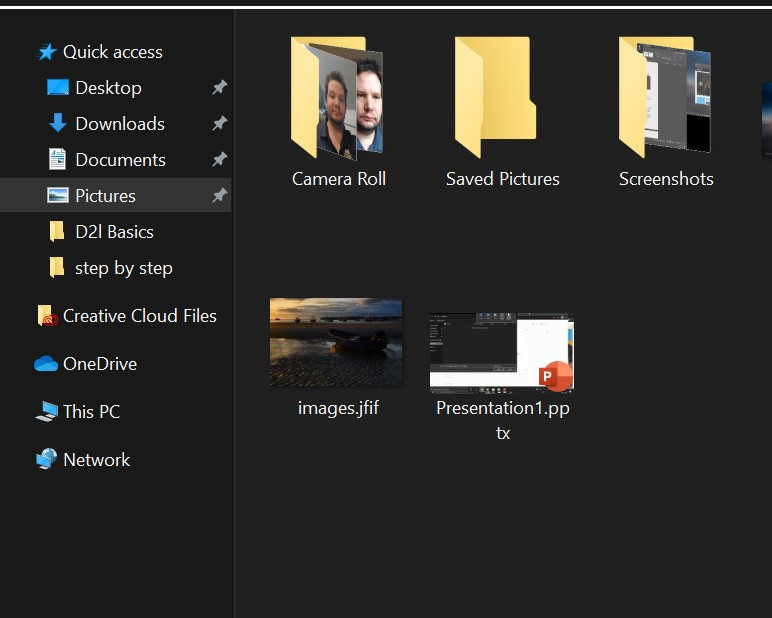 Quick access
Desktop
Downloads
Documents
Pictures
D2l Basics
step by step
Creative Cloud Files
OneDrive
This PC
Network
Camera Roll
Saved Pictures
Screenshots
images.jfif
P
Presentation1.pp
tx